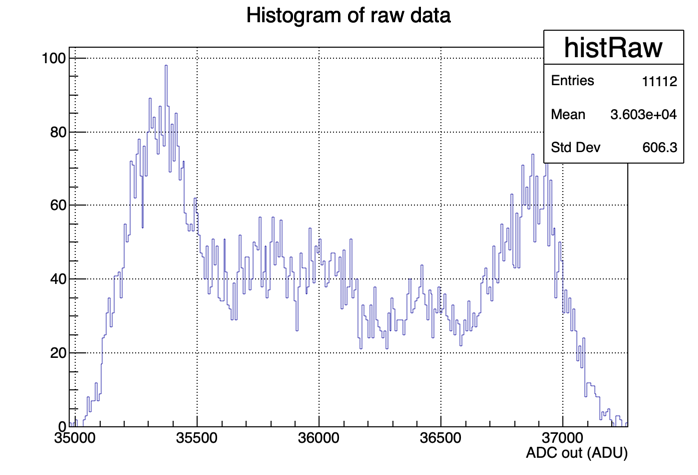 Histogram of raw data
histRaw
Entries 11112
Mean 3.603e+04
Std Dev 606.3
100
80
60
40
20
0
35000 35500 36000 36500 37000
ADC out (ADU)